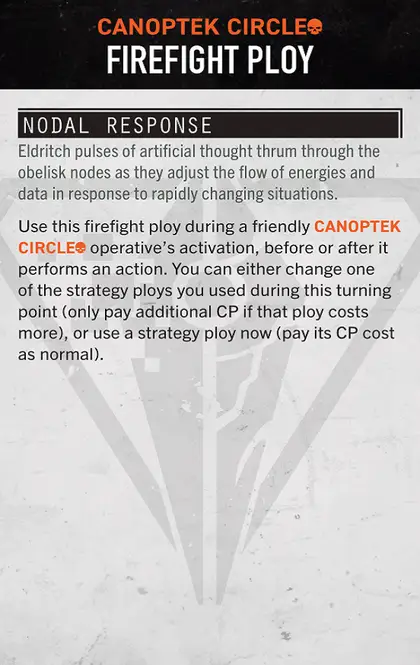 CANOPTEK CIRCLE
FIREFIGHT PLOY
NODAL RESPONSE
Eldritch pulses of artificial thought thrum through the
obelisk nodes as they adjust the flow of energies and
data in response to rapidly changing situations.
Use this firefight ploy during a friendly CANOPTEK
CIRCLE operative’s activation, before or after it
performs an action. You can either change one
of the strategy ploys you used during this turning
point (only pay additional CP if that ploy costs
more), or use a strategy ploy now (pay its CP cost
as normal).